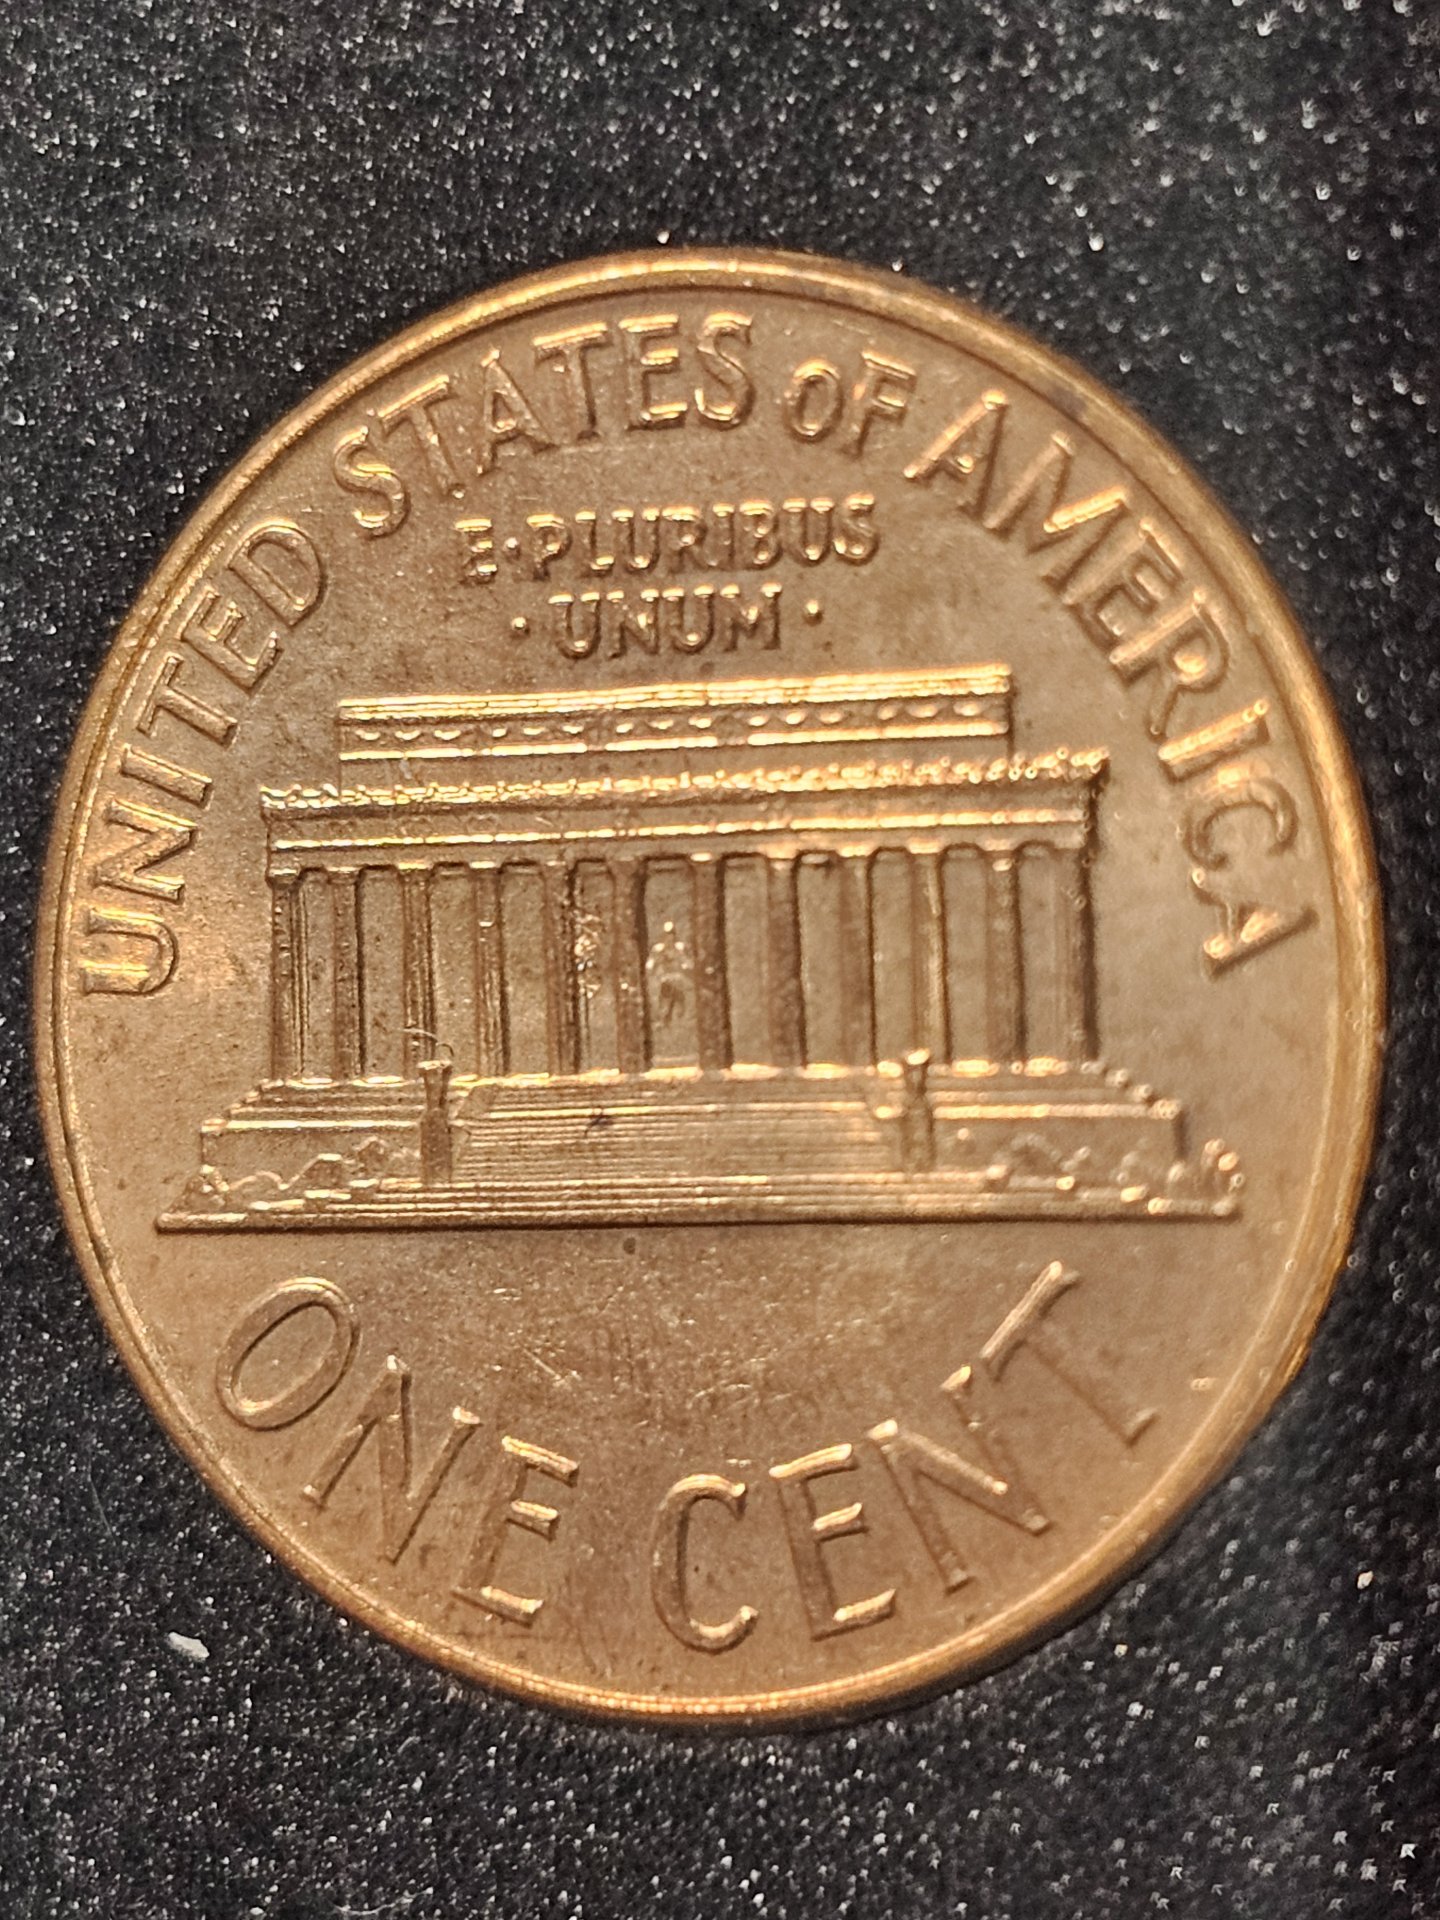 UNITED STATES OF AMERICA
E·PLURIBUS
·UNUM·
ONE CENT